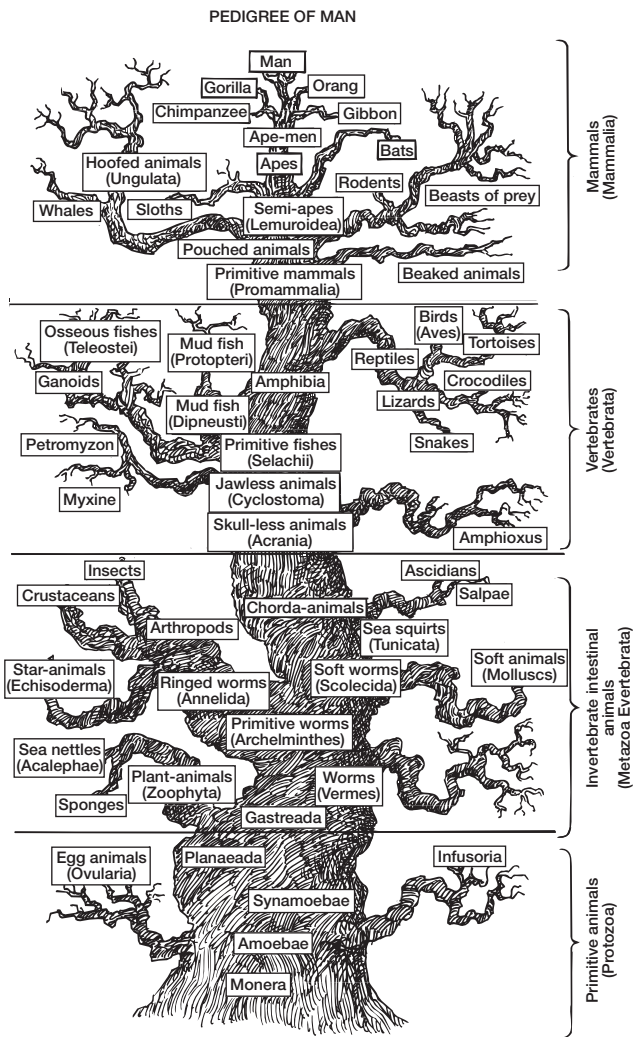 PEDIGREE OF MAN
Man
Gorilla
Orang
Chimpanzee
Gibbon
Ape-men
Bats
Hoofed animals
(Ungulata)
Apes
Rodents
Beasts of prey
Whales
Sloths
Semi-apes
(Lemuroidea)
Pouched animals
Primitive mammals
(Promammalia)
Beaked animals
Mammals
(Mammalia)
Osseous fishes
(Teleostei)
Mud fish
(Protopteri)
Birds
(Aves)
Tortoises
Reptiles
Ganoids
Amphibia
Crocodiles
Lizards
Mud fish
(Dipneusti)
Snakes
Petromyzon
Primitive fishes
(Selachii)
Myxine
Jawless animals
(Cyclostoma)
Skull-less animals
(Acrania)
Amphioxus
Vertebrates
(Vertebrata)
Insects
Ascidians
Crustaceans
Salpae
Chorda-animals
Arthropods
Sea squirts
(Tunicata)
Star-animals
(Echisoderma)
Ringed worms
(Annelida)
Soft worms
(Scolecida)
Soft animals
(Molluscs)
Primitive worms
(Archelminthes)
Sea nettles
(Acalephae)
Plant-animals
(Zoophyta)
Worms
(Vermes)
Sponges
Gastreada
Invertebrate intestinal
animals
(Metazoa Evertebrata)
Egg animals
(Ovularia)
Planaeada
Infusoria
Synamoebae
Amoebae
Monera
Primitive animals
(Protozoa)